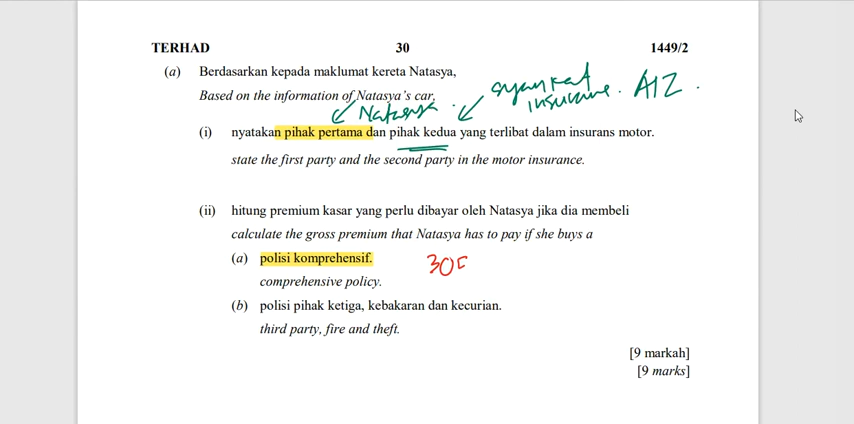 TERHAD 30 1449/2
(a) Berdasarkan kepada maklumat kereta Natasya,
Based on the information of Natasya's car,
Natasya. syarikat insurans. A1Z.
(i) nyatakan pihak pertama dan pihak kedua yang terlibat dalam insurans motor.
state the first party and the second party in the motor insurance.
(ii) hitung premium kasar yang perlu dibayar oleh Natasya jika dia membeli
calculate the gross premium that Natasya has to pay if she buys a
(a) polisi komprehensif. 305
comprehensive policy.
(b) polisi pihak ketiga, kebakaran dan kecurian.
third party, fire and theft.
[9 markah]
[9 marks]